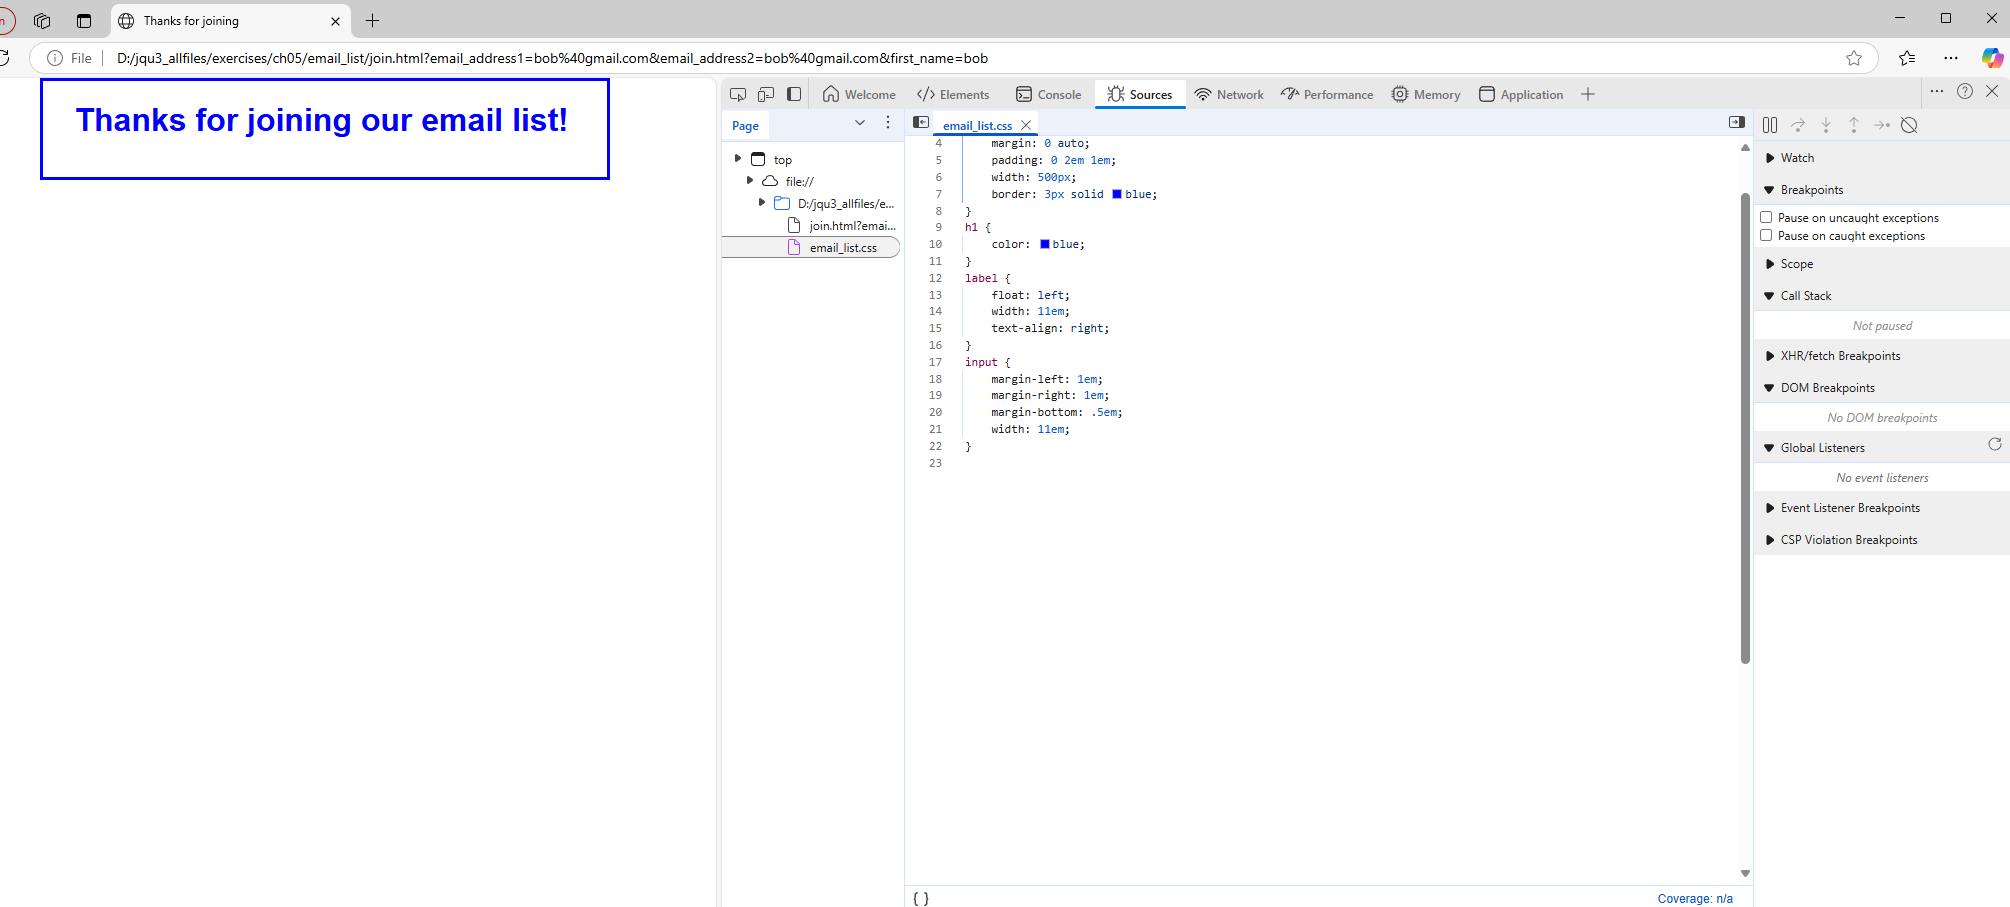 Thanks for joining
File
D:/jqu3_allfiles/exercises/ch05/email_list/join.html?email_address1=bob%40gmail.com&email_address2=bob%40gmail.com&first_name=bob
Thanks for joining our email list!
Welcome
Elements
Console
Sources
Network
Performance
Memory
Application
Page
top
file://
D:/jqu3_allfiles/e...
join.html?emai...
email_list.css
email_list.css
4 margin: 0 auto;
5 padding: 0 2em 1em;
6 width: 500px;
7 border: 3px solid blue;
8 }
9 h1 {
10 color: blue;
11 }
12 label {
13 float: left;
14 width: 11em;
15 text-align: right;
16 }
17 input {
18 margin-left: 1em;
19 margin-right: 1em;
20 margin-bottom: .5em;
21 width: 11em;
22 }
23
{ }
Coverage: n/a
Watch
Breakpoints
Pause on uncaught exceptions
Pause on caught exceptions
Scope
Call Stack
Not paused
XHR/fetch Breakpoints
DOM Breakpoints
No DOM breakpoints
Global Listeners
No event listeners
Event Listener Breakpoints
CSP Violation Breakpoints